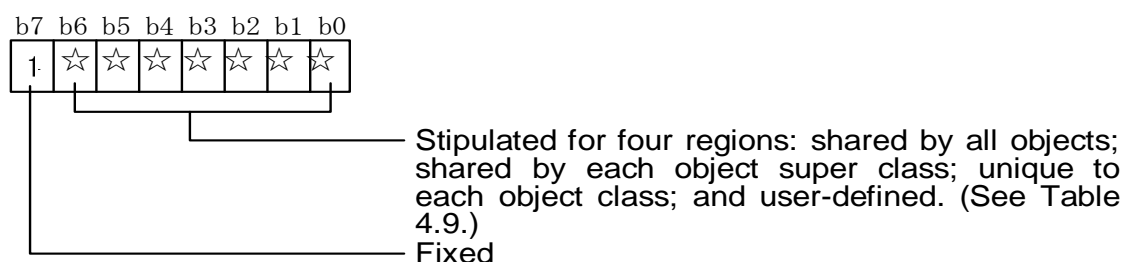 b7 b6 b5 b4 b3 b2 b1 b0
1 ☆ ☆ ☆ ☆ ☆ ☆ ☆
Stipulated for four regions: shared by all objects;
shared by each object super class; unique to
each object class; and user-defined. (See Table
4.9.)
Fixed